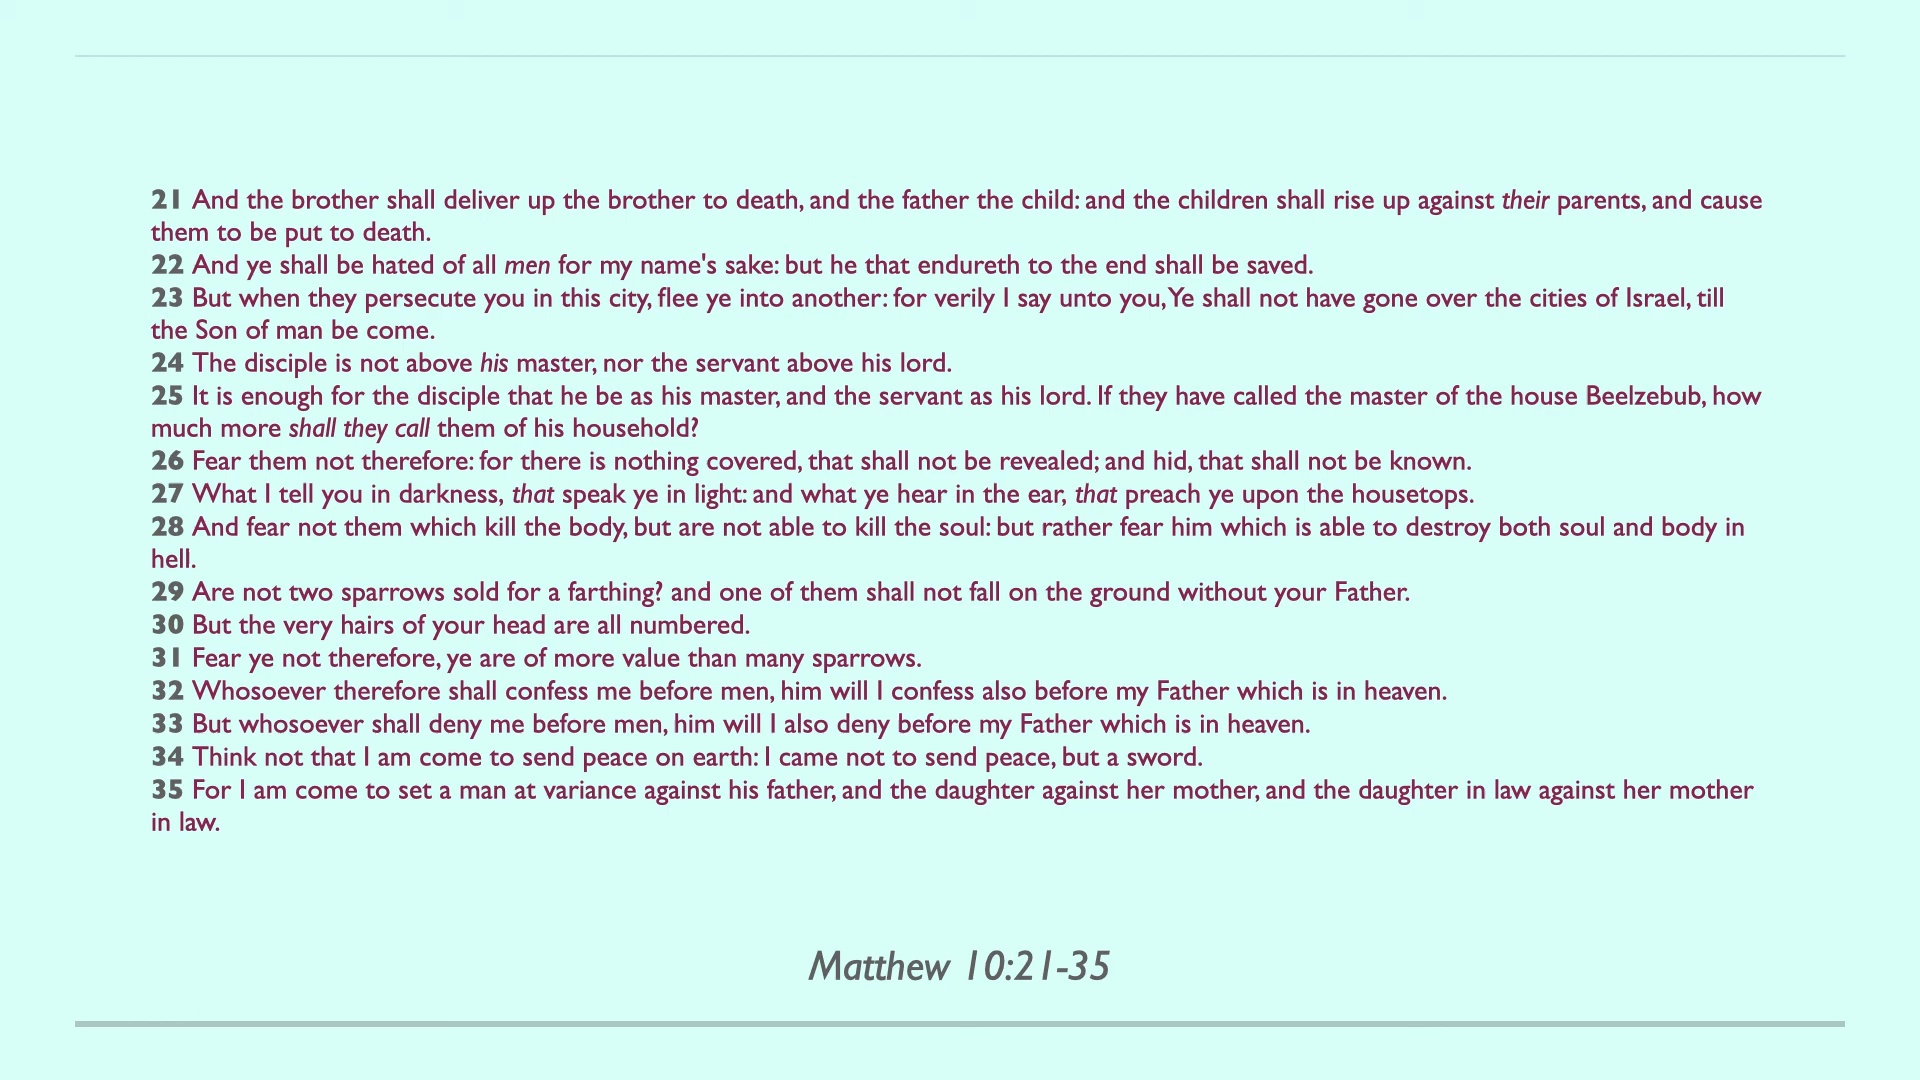 21 And the brother shall deliver up the brother to death, and the father the child: and the children shall rise up against their parents, and cause
them to be put to death.
22 And ye shall be hated of all men for my name's sake: but he that endureth to the end shall be saved.
23 But when they persecute you in this city, flee ye into another: for verily I say unto you, Ye shall not have gone over the cities of Israel, till
the Son of man be come.
24 The disciple is not above his master, nor the servant above his lord.
25 It is enough for the disciple that he be as his master, and the servant as his lord. If they have called the master of the house Beelzebub, how
much more shall they call them of his household?
26 Fear them not therefore: for there is nothing covered, that shall not be revealed; and hid, that shall not be known.
27 What I tell you in darkness, that speak ye in light: and what ye hear in the ear, that preach ye upon the housetops.
28 And fear not them which kill the body, but are not able to kill the soul: but rather fear him which is able to destroy both soul and body in
hell.
29 Are not two sparrows sold for a farthing? and one of them shall not fall on the ground without your Father.
30 But the very hairs of your head are all numbered.
31 Fear ye not therefore, ye are of more value than many sparrows.
32 Whosoever therefore shall confess me before men, him will I confess also before my Father which is in heaven.
33 But whosoever shall deny me before men, him will I also deny before my Father which is in heaven.
34 Think not that I am come to send peace on earth: I came not to send peace, but a sword.
35 For I am come to set a man at variance against his father, and the daughter against her mother, and the daughter in law against her mother
in law.
Matthew 10:21-35